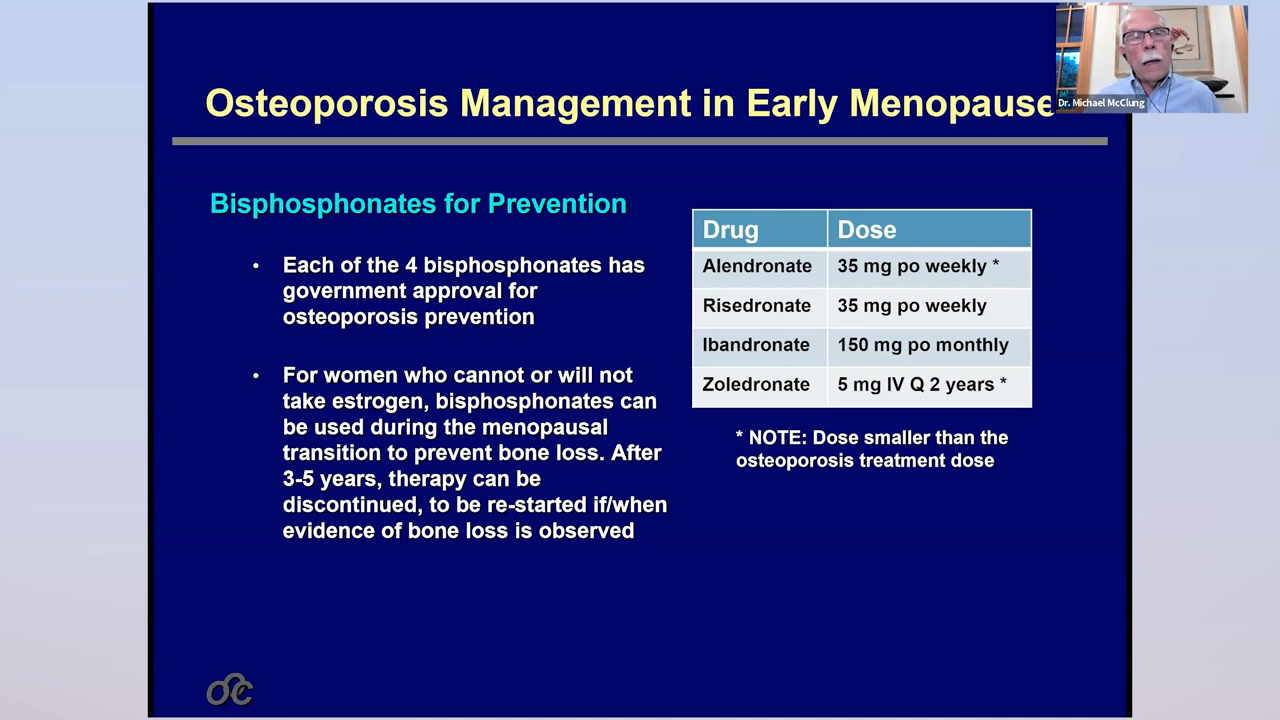 Osteoporosis Management in Early Menopause
Dr. Michael McClung
Bisphosphonates for Prevention
• Each of the 4 bisphosphonates has
government approval for
osteoporosis prevention
• For women who cannot or will not
take estrogen, bisphosphonates can
be used during the menopausal
transition to prevent bone loss. After
3-5 years, therapy can be
discontinued, to be re-started if/when
evidence of bone loss is observed
Drug Dose
Alendronate 35 mg po weekly *
Risedronate 35 mg po weekly
Ibandronate 150 mg po monthly
Zoledronate 5 mg IV Q 2 years *
* NOTE: Dose smaller than the
osteoporosis treatment dose
OC